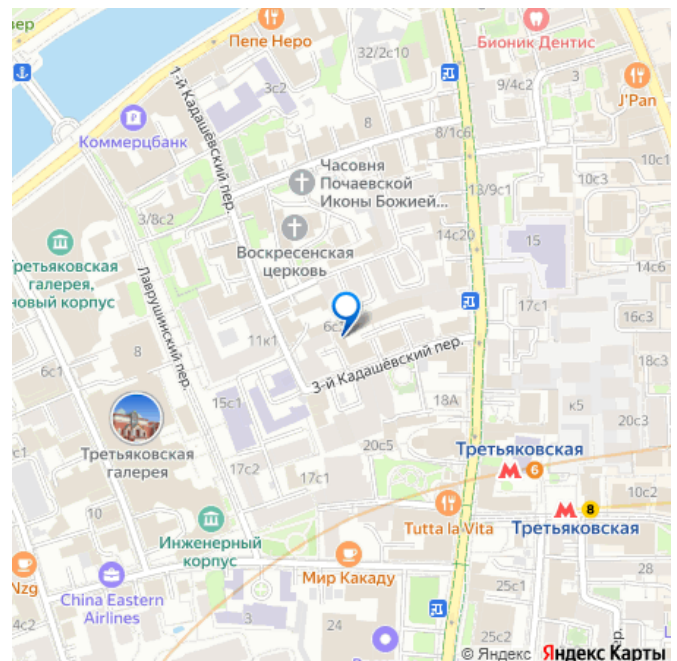 вер
Пепе Неро
32/2с10
Бионик Дентис
3с2
9/4с2
3
J'Pan
Коммерцбанк
1-й Кадашёвский пер.
8
8/1с6
10с1
Часовня
Почаевской
Иконы Божией...
10с3
13/9с1
3/8с2
Воскресенская
церковь
14с20
15
Третьяковская
галерея,
новый корпус
14с6
Лаврушинский пер.
6с1
17с1
16с3
11к1
8
3-й Кадашёвский пер.
18с3
6с1
15с1
18А
к5
20с3
Третьяковская
галерея
20с5
Третьяковская
6
с1
17с2
17с1
10с2
8
10
Tutta la Vita
Третьяковская
Инженерный
корпус
Nzg
Мир Какаду
China Eastern
Airlines
25с1
4с2
3
24
25с2
пер.
© Яндекс Яндекс Карты